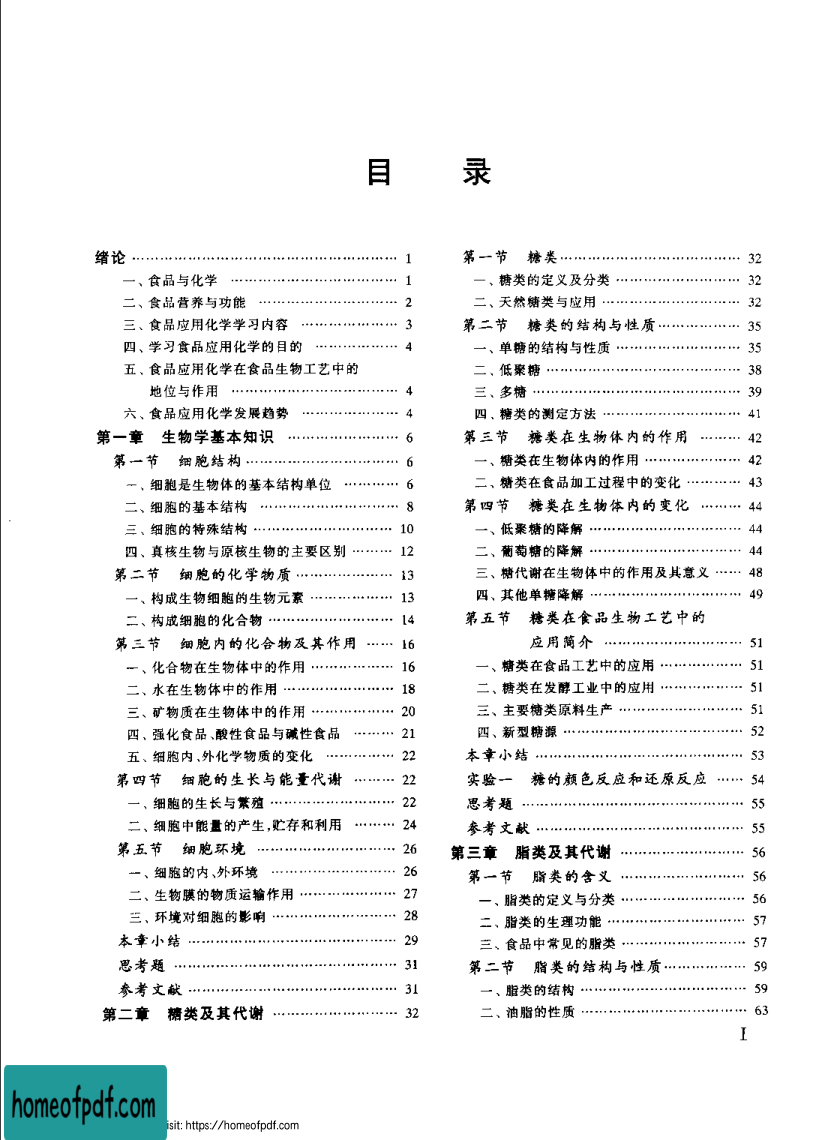 目 录
绪论 ………………………………………… 1
一、食品与化学 ………………………… 1
二、食品营养与功能 …………………… 2
三、食品应用化学学习内容 …………… 3
四、学习食品应用化学的目的 ………… 4
五、食品应用化学在食品生物工艺中的
地位与作用 ………………………… 4
六、食品应用化学发展趋势 …………… 4
第一章 生物学基本知识 ……………… 6
第一节 细胞结构 ……………………… 6
一、细胞是生物体的基本结构单位 …… 6
二、细胞的基本结构 …………………… 8
三、细胞的特殊结构 …………………… 10
四、真核生物与原核生物的主要区别 …… 12
第二节 细胞的化学物质 ……………… 13
一、构成生物细胞的生物元素 ………… 13
二、构成细胞的化合物 ………………… 14
第三节 细胞内的化合物及其作用 …… 16
一、化合物在生物体中的作用 ………… 16
二、水在生物体中的作用 ……………… 18
三、矿物质在生物体中的作用 ………… 20
四、强化食品、酸性食品与碱性食品 …… 21
五、细胞内、外化学物质的变化 ……… 22
第四节 细胞的生长与能量代谢 ……… 22
一、细胞的生长与繁殖 ………………… 22
二、细胞中能量的产生,贮存和利用 …… 24
第五节 细胞环境 ……………………… 26
一、细胞的内、外环境 ………………… 26
二、生物膜的物质运输作用 …………… 27
三、环境对细胞的影响 ………………… 28
本章小结 ………………………………… 29
思考题 …………………………………… 31
参考文献 ………………………………… 31
第二章 糖类及其代谢 ………………… 32
第一节 糖类 …………………………… 32
一、糖类的定义及分类 ………………… 32
二、天然糖类与应用 …………………… 32
第二节 糖类的结构与性质 …………… 35
一、单糖的结构与性质 ………………… 35
二、低聚糖 ……………………………… 38
三、多糖 ………………………………… 39
四、糖类的测定方法 …………………… 41
第三节 糖类在生物体内的作用 ……… 42
一、糖类在生物体内的作用 …………… 42
二、糖类在食品加工过程中的变化 …… 43
第四节 糖类在生物体内的变化 ……… 44
一、低聚糖的降解 ……………………… 44
二、葡萄糖的降解 ……………………… 44
三、糖代谢在生物体中的作用及其意义 …… 48
四、其他单糖降解 ……………………… 49
第五节 糖类在食品生物工艺中的
应用简介 …………………… 51
一、糖类在食品工艺中的应用 ………… 51
二、糖类在发酵工业中的应用 ………… 51
三、主要糖类原料生产 ………………… 51
四、新型糖源 …………………………… 52
本章小结 ………………………………… 53
实验一 糖的颜色反应和还原反应 …… 54
思考题 …………………………………… 55
参考文献 ………………………………… 55
第三章 脂类及其代谢 ………………… 56
第一节 脂类的含义 …………………… 56
一、脂类的定义与分类 ………………… 56
二、脂类的生理功能 …………………… 57
三、食品中常见的脂类 ………………… 57
第二节 脂类的结构与性质 …………… 59
一、脂类的结构 ………………………… 59
二、油脂的性质 ………………………… 63
I
homeofpdf.com
isit: https://homeofpdf.com